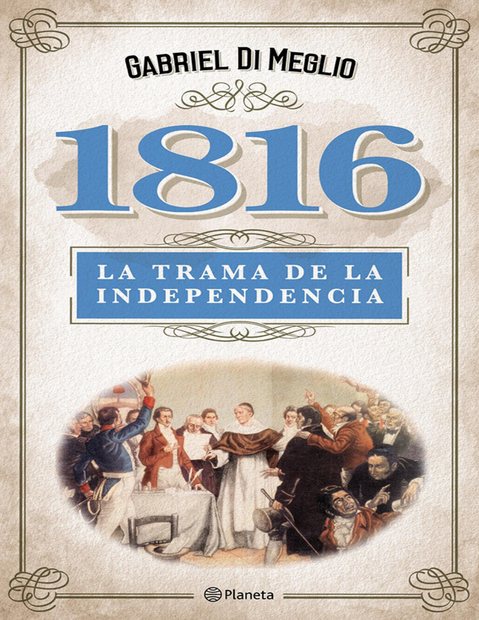 GABRIEL DI MEGLIO
1816
LA TRAMA DE LA
INDEPENDENCIA
Planeta